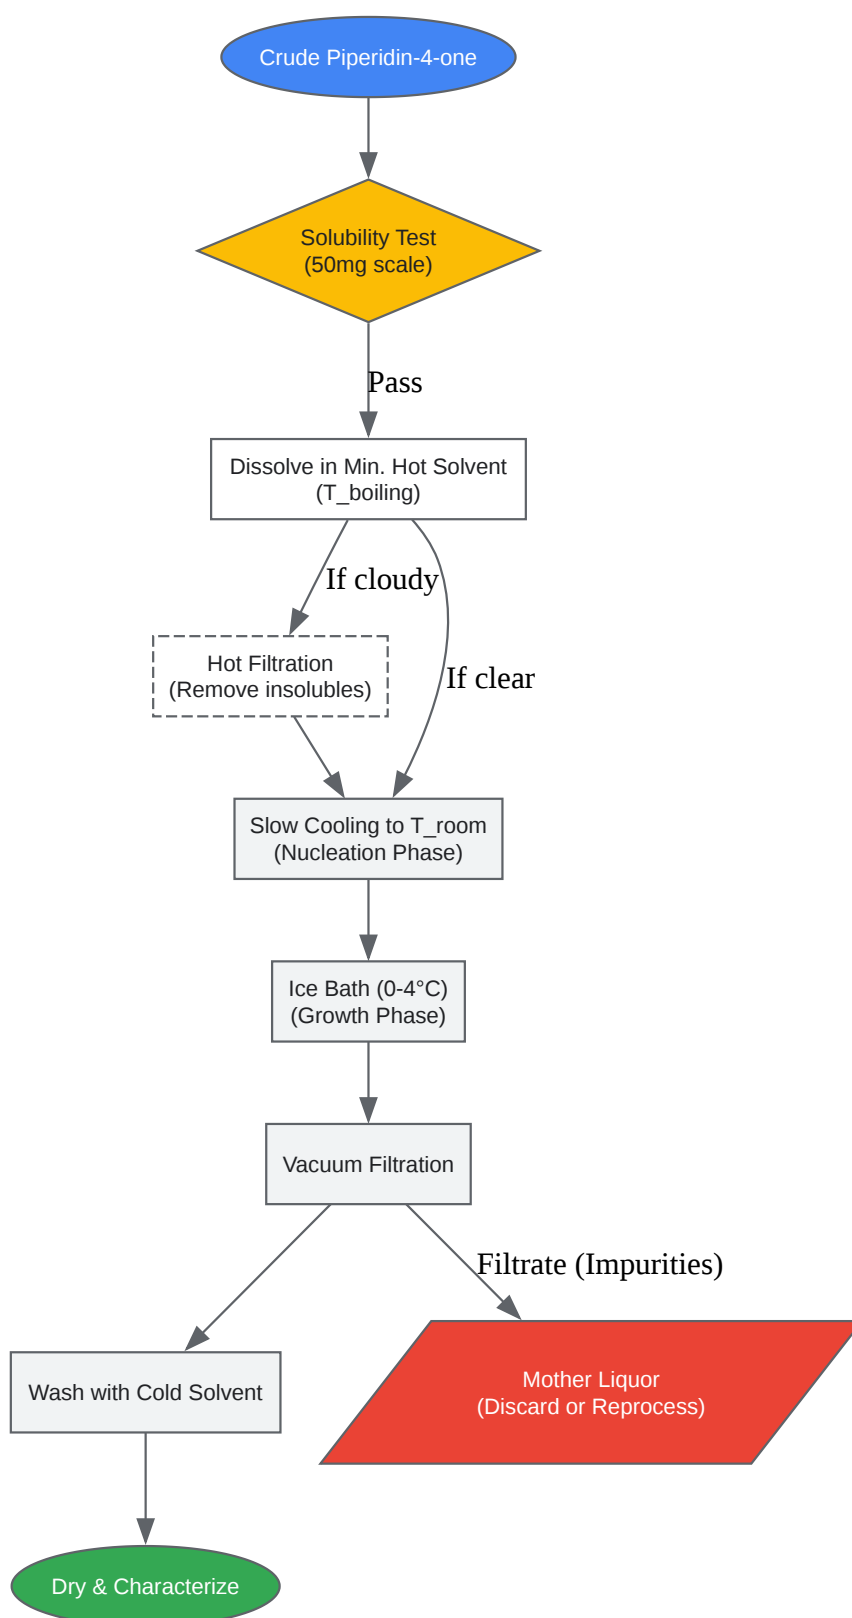 Crude Piperidin-4-one
Solubility Test
(50mg scale)
Pass
Dissolve in Min. Hot Solvent
(T_boiling)
If cloudy
Hot Filtration
(Remove insolubles)
If clear
Slow Cooling to T_room
(Nucleation Phase)
Ice Bath (0-4°C)
(Growth Phase)
Vacuum Filtration
Filtrate (Impurities)
Wash with Cold Solvent
Mother Liquor
(Discard or Reprocess)
Dry & Characterize